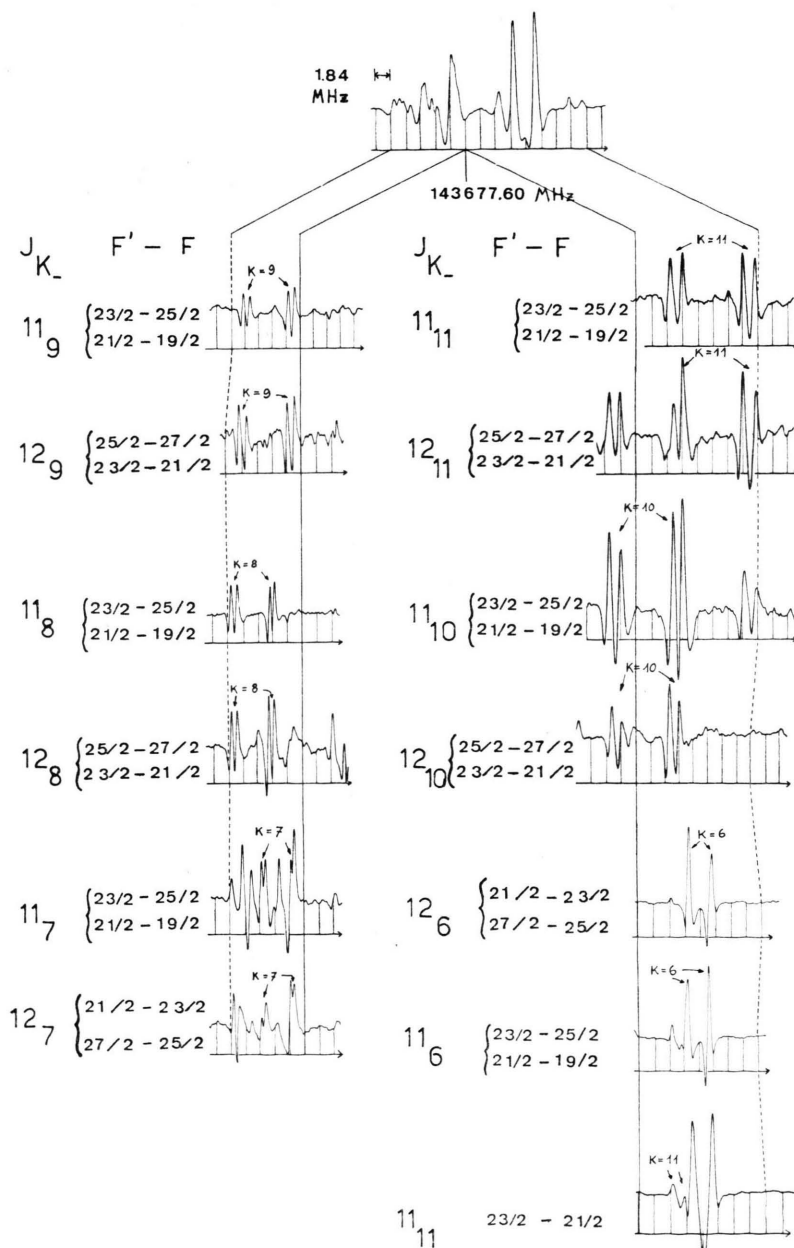 1.84
MHz
143677.60 MHz
J K_ F' – F
K=9
11 9 { 23/2 – 25/2
21/2 – 19/2
K=9
12 9 { 25/2 – 27/2
23/2 – 21/2
K=8
11 8 { 23/2 – 25/2
21/2 – 19/2
K=8
12 8 { 25/2 – 27/2
23/2 – 21/2
K=7
11 7 { 23/2 – 25/2
21/2 – 19/2
K=7
12 7 { 21/2 – 23/2
27/2 – 25/2
J K_ F' – F
K=11
11 11 { 23/2 – 25/2
21/2 – 19/2
K=11
12 11 { 25/2 – 27/2
23/2 – 21/2
K=10
11 10 { 23/2 – 25/2
21/2 – 19/2
K=10
12 10 { 25/2 – 27/2
23/2 – 21/2
K=6
12 6 { 21/2 – 23/2
27/2 – 25/2
K=6
11 6 { 23/2 – 25/2
21/2 – 19/2
K=11
11 11 23/2 – 21/2